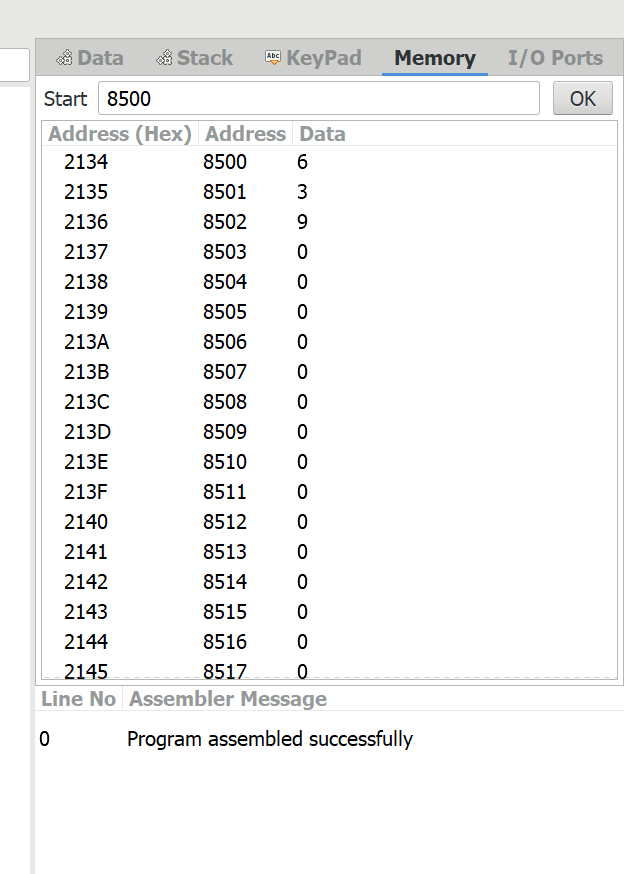 Data Stack Abc KeyPad Memory I/O Ports
Start 8500 OK
Address (Hex) Address Data
2134 8500 6
2135 8501 3
2136 8502 9
2137 8503 0
2138 8504 0
2139 8505 0
213A 8506 0
213B 8507 0
213C 8508 0
213D 8509 0
213E 8510 0
213F 8511 0
2140 8512 0
2141 8513 0
2142 8514 0
2143 8515 0
2144 8516 0
2145 8517 0
Line No Assembler Message
0 Program assembled successfully